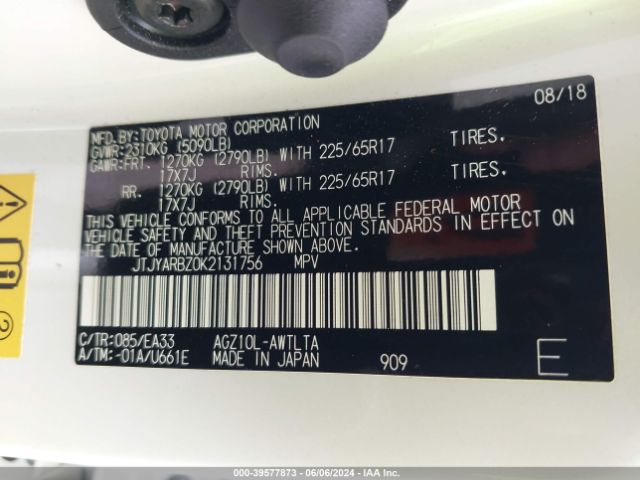 08/18
MFD.BY:TOYOTA MOTOR CORPORATION
GVWR:2310KG (5090LB)
GAWR:FRT. 1270KG (2790LB) WITH 225/65R17 TIRES.
17X7J RIMS.
RR. 1270KG (2790LB) WITH 225/65R17 TIRES.
17X7J RIMS.
THIS VEHICLE CONFORMS TO ALL APPLICABLE FEDERAL MOTOR
VEHICLE SAFETY AND THEFT PREVENTION STANDARDS IN EFFECT ON
THE DATE OF MANUFACTURE SHOWN ABOVE.
JTJYARBZ0K2131756 MPV
C/TR:085/EA33 AGZ10L-AWTLTA
A/TM:-01A/U661E MADE IN JAPAN 909 E
2
000-39577873 - 06/06/2024 - IAA Inc.